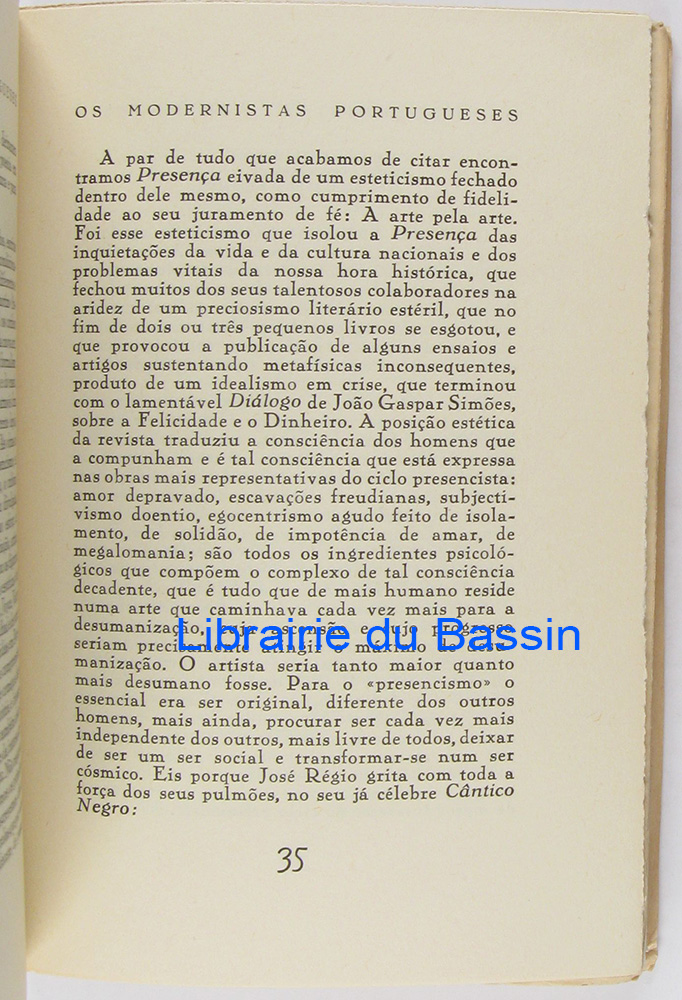 OS MODERNISTAS PORTUGUESES
A par de tudo que acabamos de citar encon-
tramos Presença eivada de um esteticismo fechado
dentro dele mesmo, como cumprimento de fideli-
dade ao seu juramento de fé: A arte pela arte.
Foi esse esteticismo que isolou a Presença das
inquietações da vida e da cultura nacionais e dos
problemas vitais da nossa hora histórica, que
fechou muitos dos seus talentosos colaboradores na
aridez de um preciosismo literário estéril, que no
fim de dois ou três pequenos livros se esgotou, e
que provocou a publicação de alguns ensaios e
artigos sustentando metafísicas inconsequentes,
produto de um idealismo em crise, que terminou
com o lamentável Diálogo de João Gaspar Simões,
sobre a Felicidade e o Dinheiro. A posição estética
da revista traduziu a consciência dos homens que
a compunham e é tal consciência que está expressa
nas obras mais representativas do ciclo presencista:
amor depravado, escavações freudianas, subjecti-
vismo doentio, egocentrismo agudo feito de isola-
mento, de solidão, de impotência de amar, de
megalomania; são todos os ingredientes psicoló-
gicos que compõem o complexo de tal consciência
decadente, que é tudo que de mais humano reside
numa arte que caminhava cada vez mais para a
desumanização, cuja ascensão e cujo progresso
seriam precisamente atingir o máximo de desu-
manização. O artista seria tanto maior quanto
mais desumano fosse. Para o «presencismo» o
essencial era ser original, diferente dos outros
homens, mais ainda, procurar ser cada vez mais
independente dos outros, mais livre de todos, deixar
de ser um ser social e transformar-se num ser
cósmico. Eis porque José Régio grita com toda a
força dos seus pulmões, no seu já célebre Cântico
Negro:
35
Librairie du Bassin